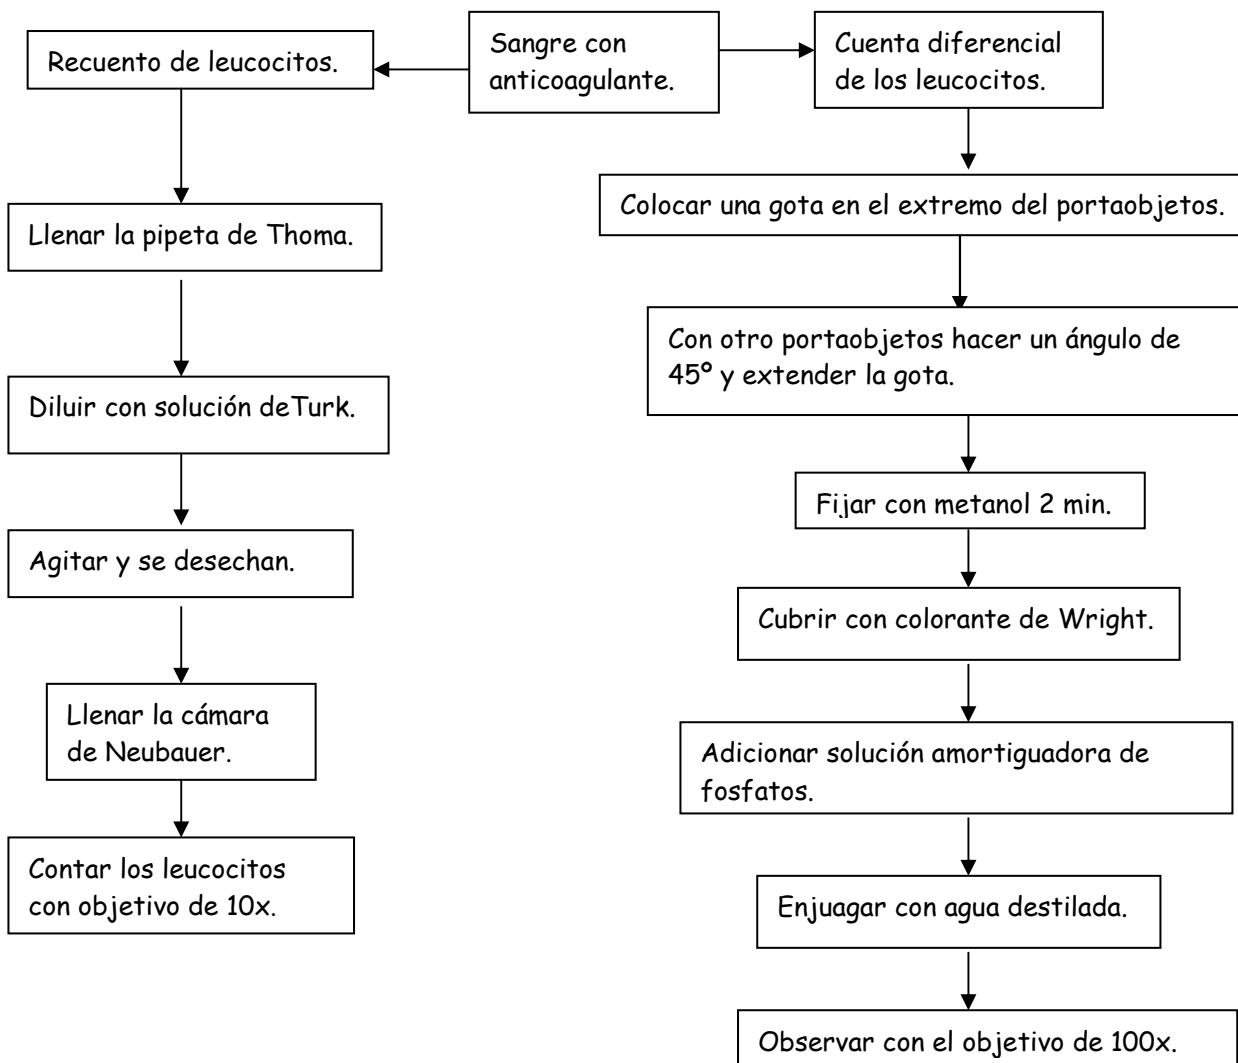 Sangre con
anticoagulante.
Recuento de leucocitos.
Llenar la pipeta de Thoma.
Diluir con solución deTurk.
Agitar y se desechan.
Llenar la cámara
de Neubauer.
Contar los leucocitos
con objetivo de 10x.
Cuenta diferencial
de los leucocitos.
Colocar una gota en el extremo del portaobjetos.
Con otro portaobjetos hacer un ángulo de
45º y extender la gota.
Fijar con metanol 2 min.
Cubrir con colorante de Wright.
Adicionar solución amortiguadora de
fosfatos.
Enjuagar con agua destilada.
Observar con el objetivo de 100x.